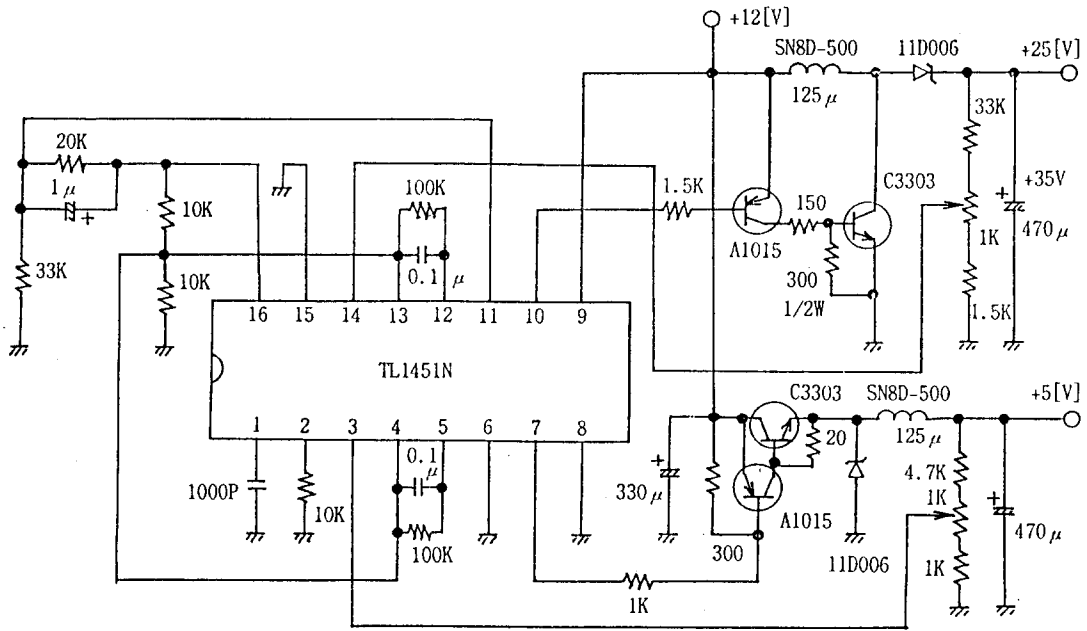 +12[V]
SN8D-500
11D006
+25[V]
125μ
33K
20K
1μ
+
10K
100K
1.5K
150
C3303
+35V
+
1K
470μ
33K
10K
0.1μ
A1015
300
1/2W
1.5K
16 15 14 13 12 11 10 9
TL1451N
1 2 3 4 5 6 7 8
C3303
SN8D-500
+5[V]
20
125μ
0.1μ
+
330μ
4.7K
1K
+
1000P
10K
A1015
470μ
100K
300
11D006
1K
1K